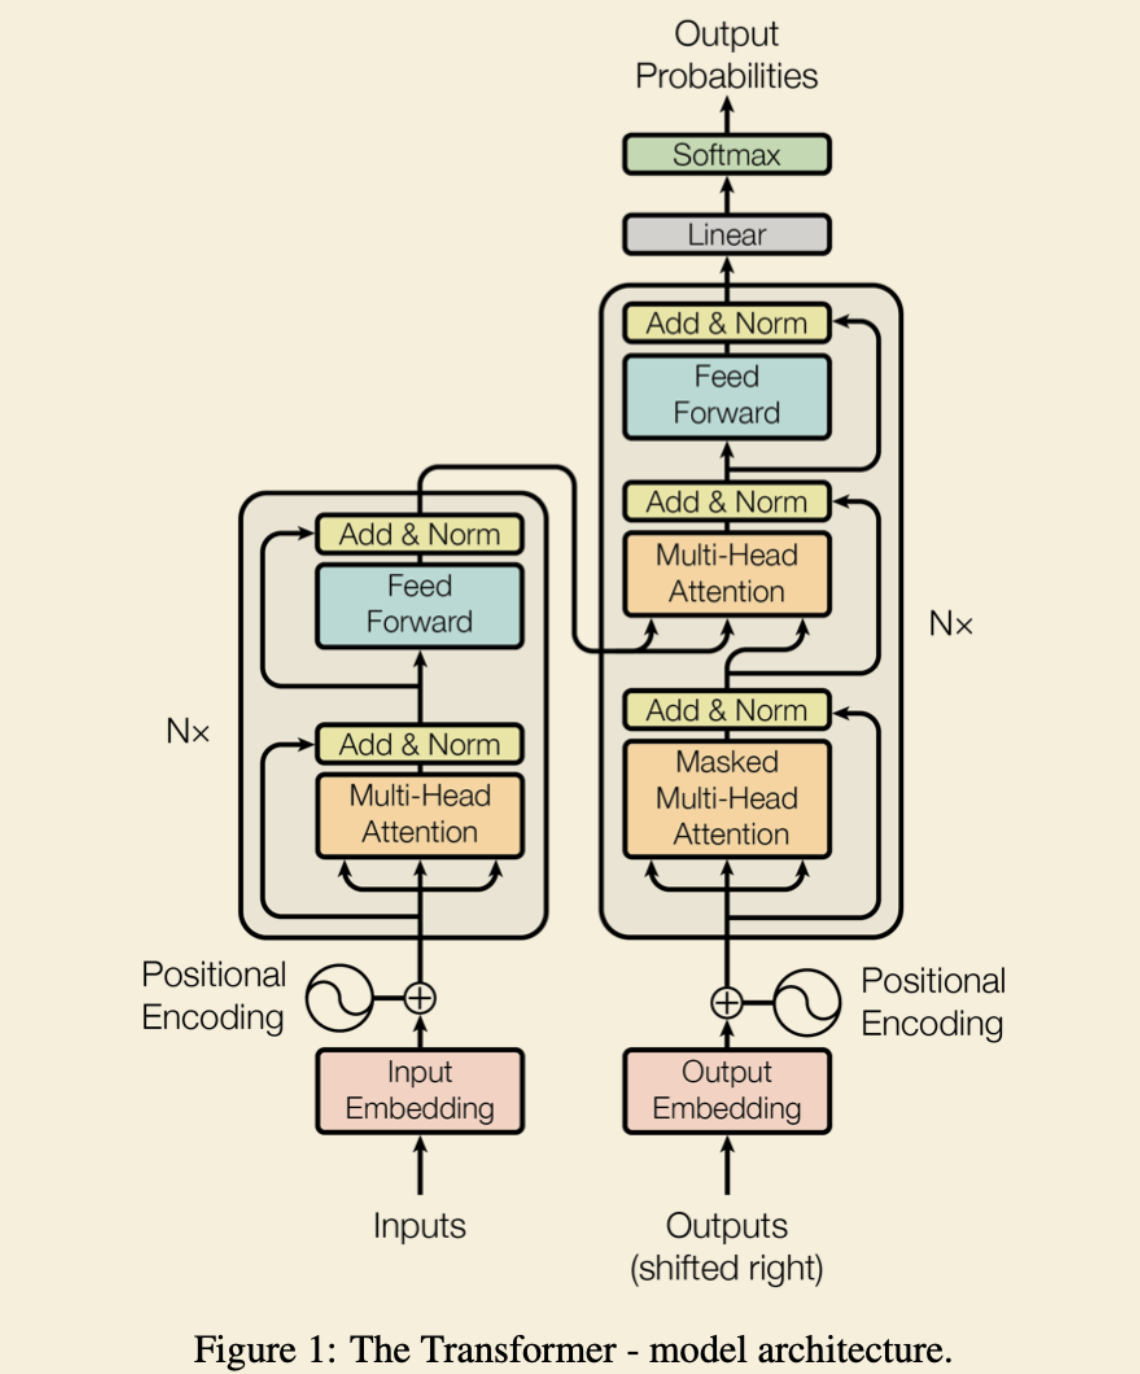 Output
Probabilities
Softmax
Linear
Add & Norm
Feed
Forward
Add & Norm
Multi-Head
Attention
Nx
Add & Norm
Masked
Multi-Head
Attention
Add & Norm
Feed
Forward
Nx
Add & Norm
Multi-Head
Attention
Positional
Encoding
Positional
Encoding
Input
Embedding
Output
Embedding
Inputs
Outputs
(shifted right)
Figure 1: The Transformer - model architecture.